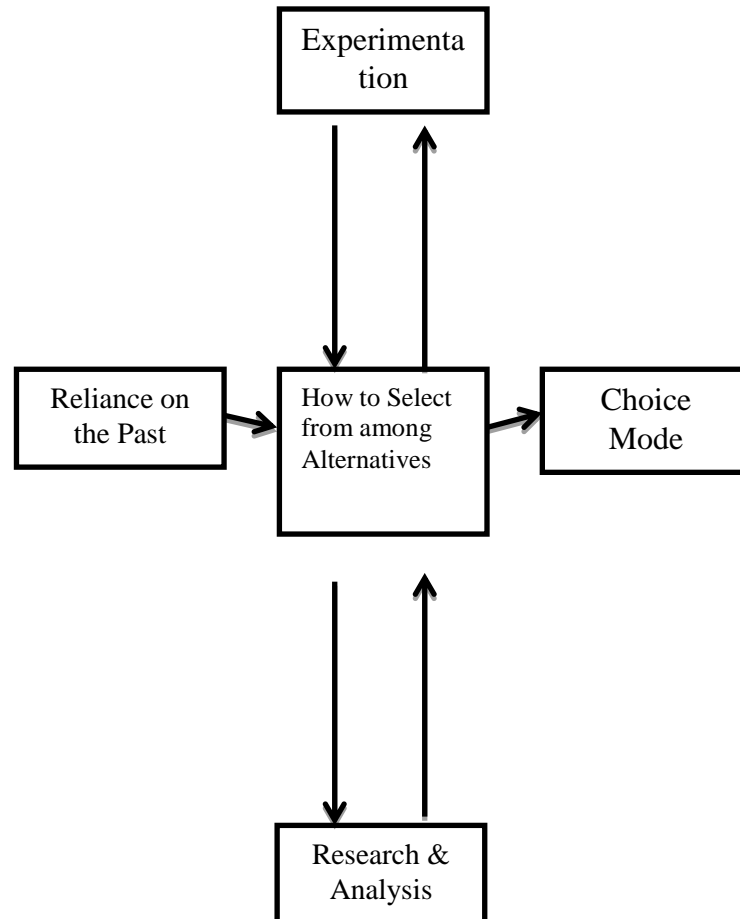 Experimenta
tion
Reliance on
the Past
How to Select
from among
Alternatives
Choice
Mode
Research &
Analysis